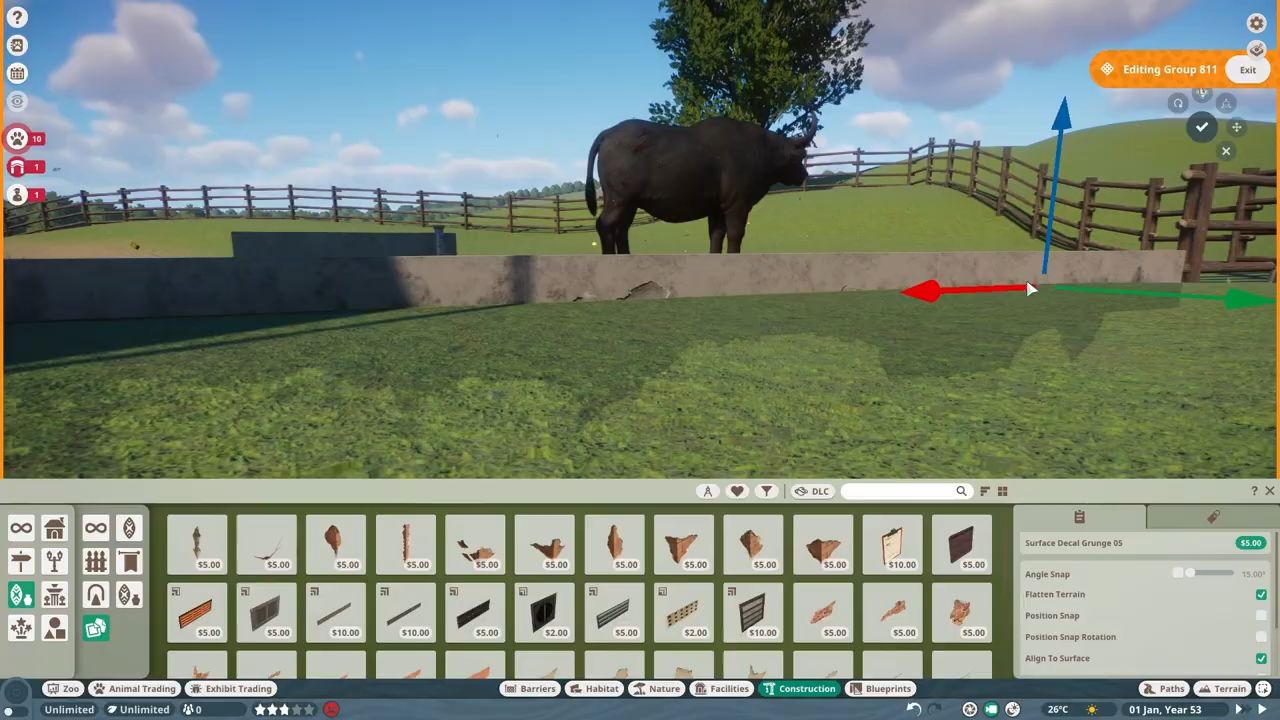 ?
Editing Group 811
Exit
10
1
1
DLC
? ×
$5.00 $5.00 $5.00 $5.00 $5.00 $5.00 $5.00 $5.00 $5.00 $5.00 $10.00 $5.00
$5.00 $5.00 $10.00 $10.00 $5.00 $2.00 $5.00 $2.00 $10.00 $5.00 $5.00 $5.00
Surface Decal Grunge 05 $5.00
Angle Snap 15.00°
Flatten Terrain
Position Snap
Position Snap Rotation
Align To Surface
Zoo Animal Trading Exhibit Trading Barriers Habitat Nature Facilities Construction Blueprints Paths Terrain
Unlimited Unlimited 0 26°C 01 Jan, Year 53